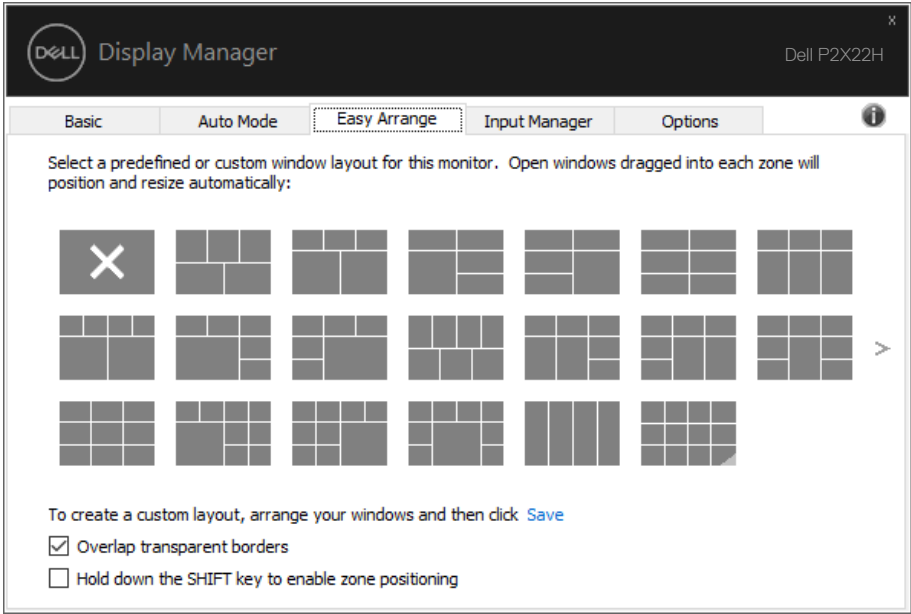 x
DELL Display Manager
Dell P2X22H
Basic Auto Mode Easy Arrange Input Manager Options i
Select a predefined or custom window layout for this monitor. Open windows dragged into each zone will
position and resize automatically:
>
To create a custom layout, arrange your windows and then click Save
Overlap transparent borders
Hold down the SHIFT key to enable zone positioning